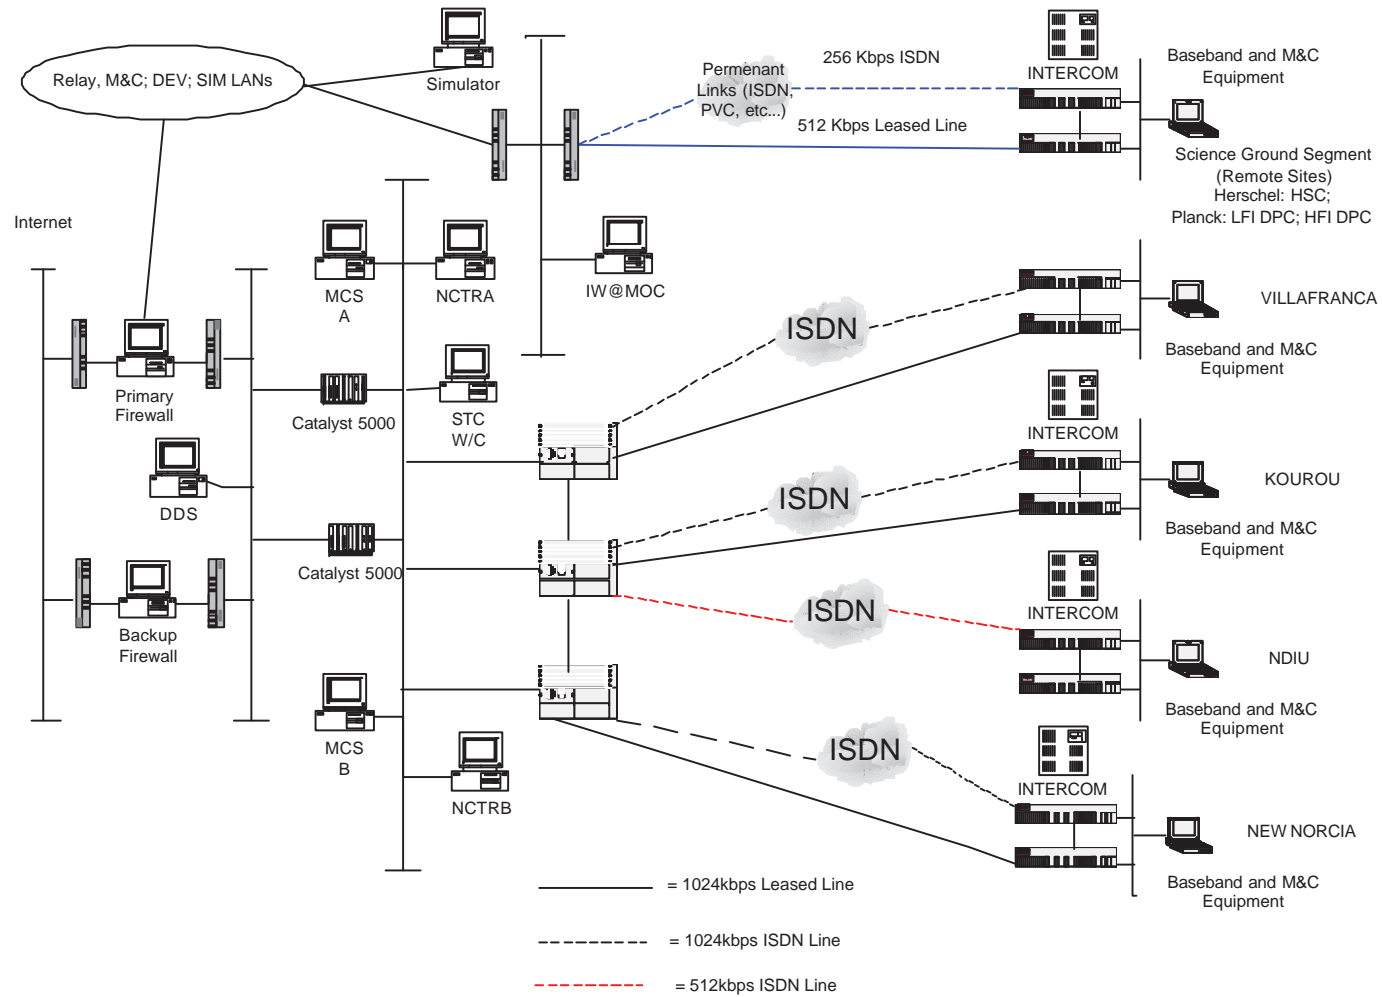 Relay, M&C; DEV; SIM LANs
Simulator
Permenant
Links (ISDN,
PVC, etc...)
256 Kbps ISDN
512 Kbps Leased Line
INTERCOM
Baseband and M&C
Equipment
Science Ground Segment
(Remote Sites)
Herschel: HSC;
Planck: LFI DPC; HFI DPC
Internet
MCS
A
NCTRA
IW@MOC
ISDN
VILLAFRANCA
Baseband and M&C
Equipment
Primary
Firewall
Catalyst 5000
STC
W/C
INTERCOM
DDS
ISDN
KOUROU
Baseband and M&C
Equipment
Catalyst 5000
Backup
Firewall
ISDN
INTERCOM
NDIU
Baseband and M&C
Equipment
MCS
B
NCTRB
ISDN
INTERCOM
NEW NORCIA
Baseband and M&C
Equipment
= 1024kbps Leased Line
= 1024kbps ISDN Line
= 512kbps ISDN Line